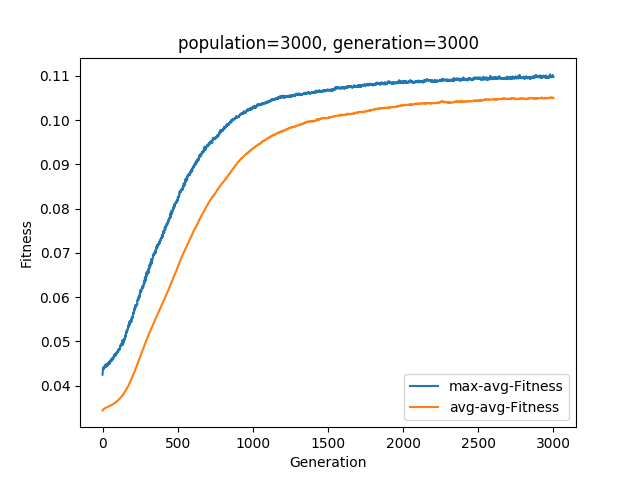 population=3000, generation=3000
0.11
0.10
0.09
0.08
0.07
0.06
0.05
0.04
Fitness
max-avg-Fitness
avg-avg-Fitness
0 500 1000 1500 2000 2500 3000
Generation